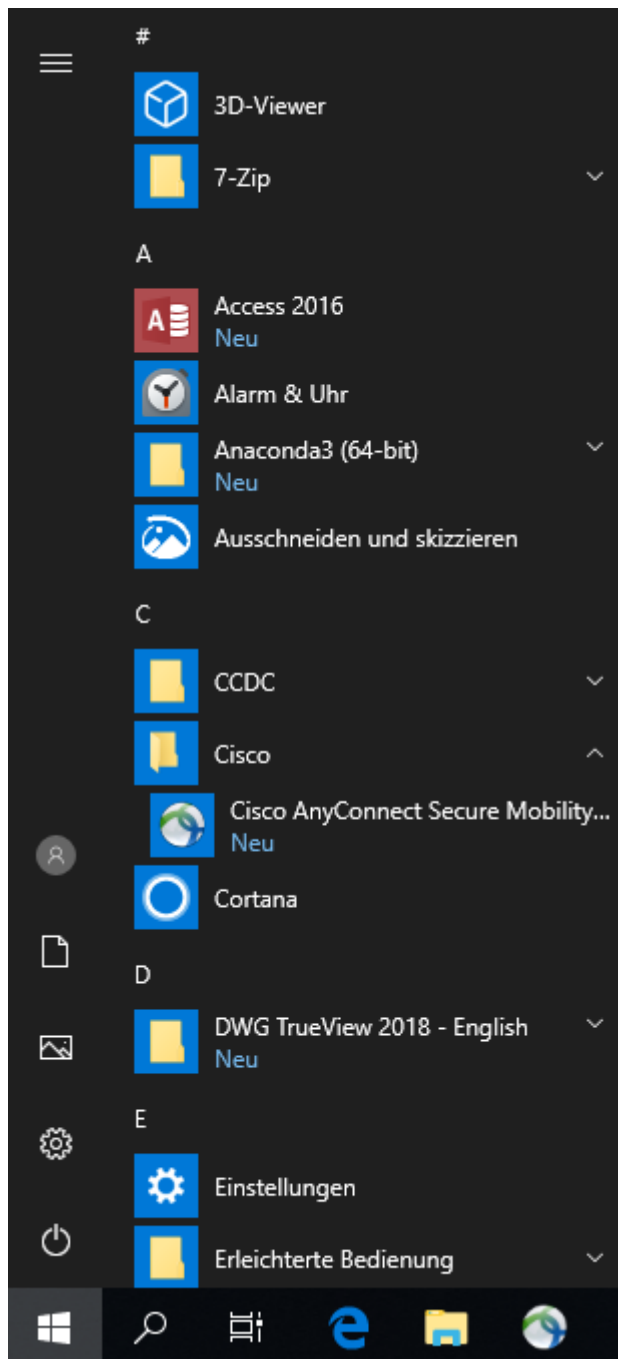 #
3D-Viewer
7-Zip
A
Access 2016
Neu
Alarm & Uhr
Anaconda3 (64-bit)
Neu
Ausschneiden und skizzieren
C
CCDC
Cisco
Cisco AnyConnect Secure Mobility...
Neu
Cortana
D
DWG TrueView 2018 - English
Neu
E
Einstellungen
Erleichterte Bedienung